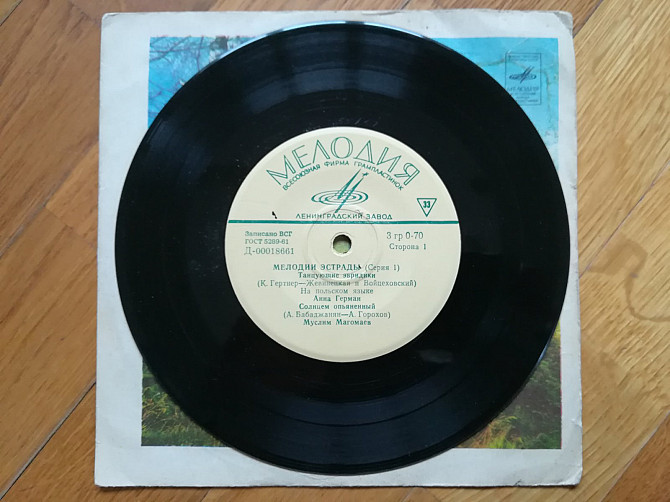 МЕЛОДИЯ
ВСЕСОЮЗНАЯ ФИРМА ГРАМПЛАСТИНОК
ЛЕНИНГРАДСКИЙ ЗАВОД
33
Записано ВСГ
ГОСТ 5289-61
Д-00018661
3 гр 0-70
Сторона 1
МЕЛОДИИ ЭСТРАДЫ (Серия 1)
Танцующие эвридики
(К. Гертнер—Жевлнецкая и Войцеховский)
На польском языке
Анна Герман
Солнцем опьяненный
(А. Бабаджанян—А. Горохов)
Муслим Магомаев